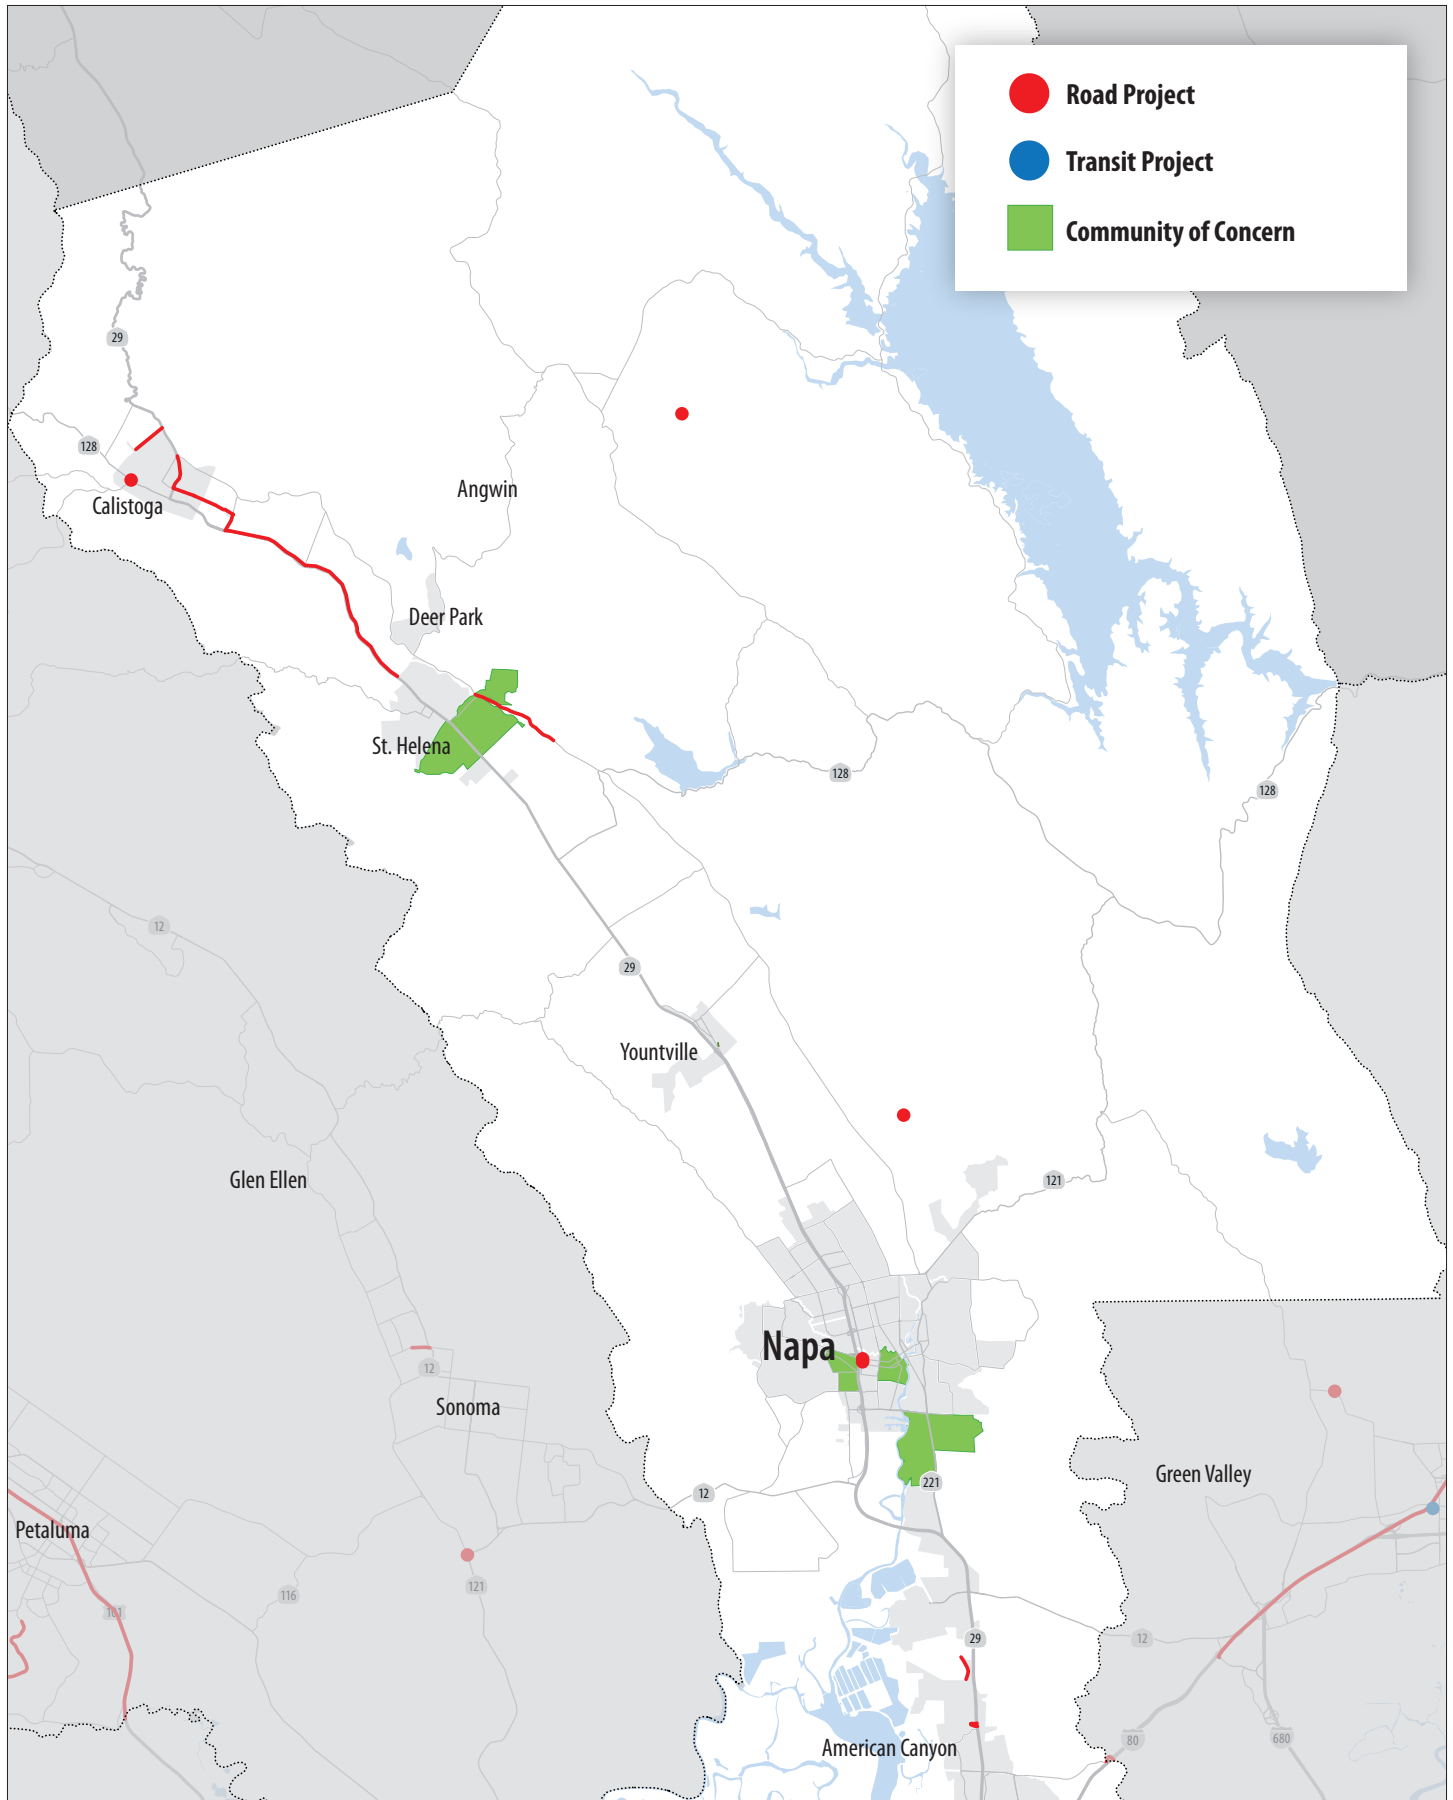 Road Project
Transit Project
Community of Concern
29
128
Calistoga
Angwin
Deer Park
St. Helena
128
128
12
29
Yountville
Glen Ellen
121
Napa
12
Sonoma
Green Valley
221
12
Petaluma
121
116
101
29
12
American Canyon
80
680